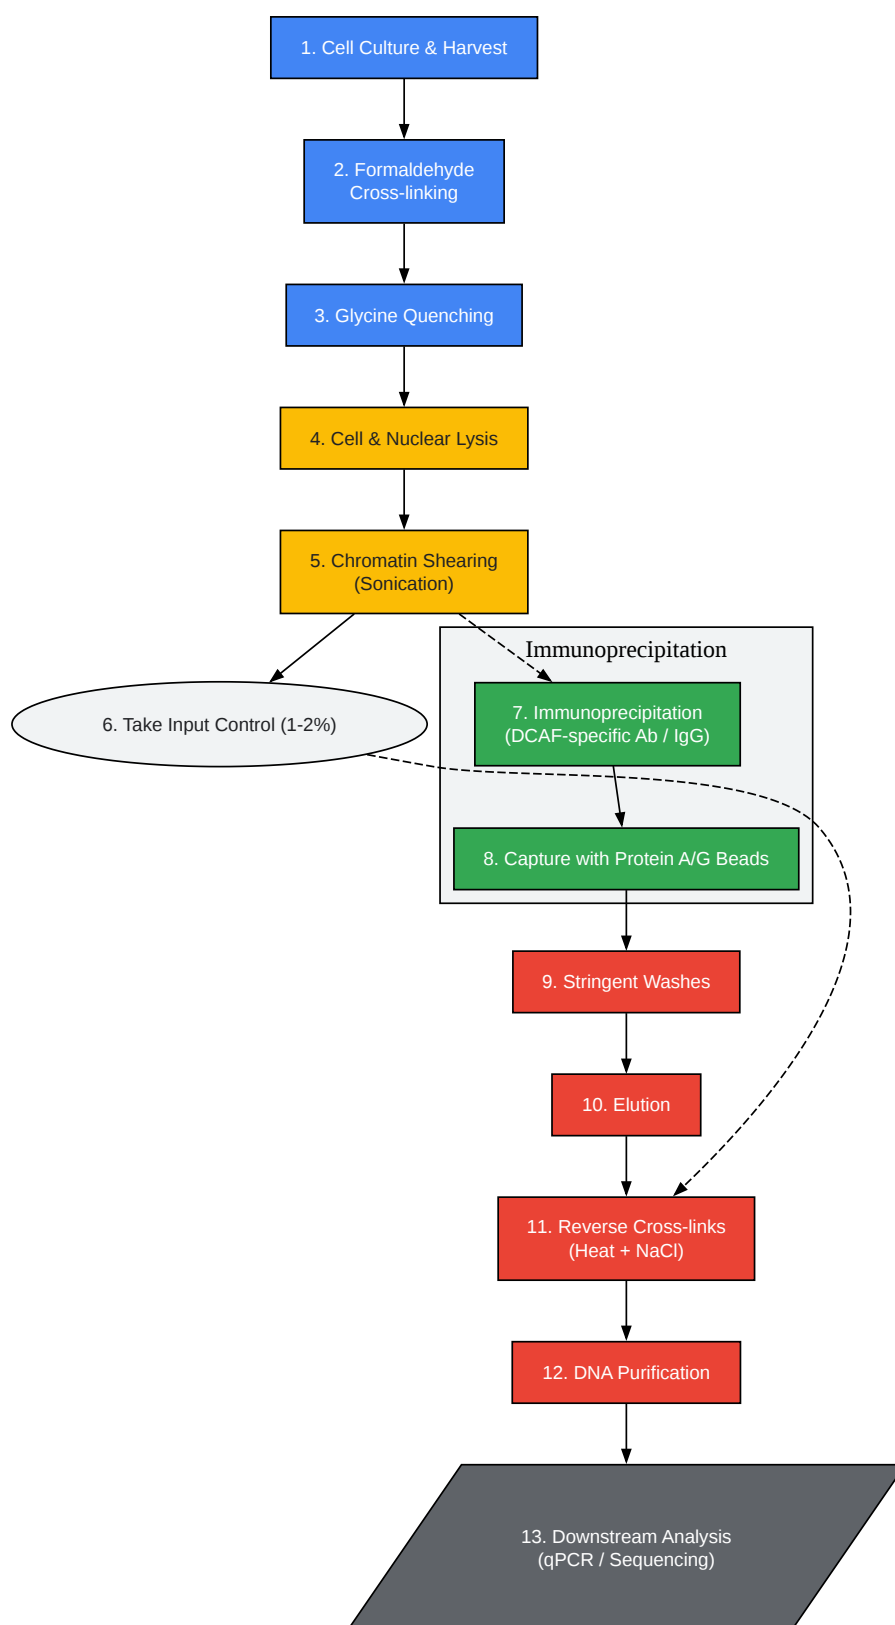 1. Cell Culture & Harvest
2. Formaldehyde
Cross-linking
3. Glycine Quenching
4. Cell & Nuclear Lysis
5. Chromatin Shearing
(Sonication)
Immunoprecipitation
6. Take Input Control (1-2%)
7. Immunoprecipitation
(DCAF-specific Ab / IgG)
8. Capture with Protein A/G Beads
9. Stringent Washes
10. Elution
11. Reverse Cross-links
(Heat + NaCl)
12. DNA Purification
13. Downstream Analysis
(qPCR / Sequencing)